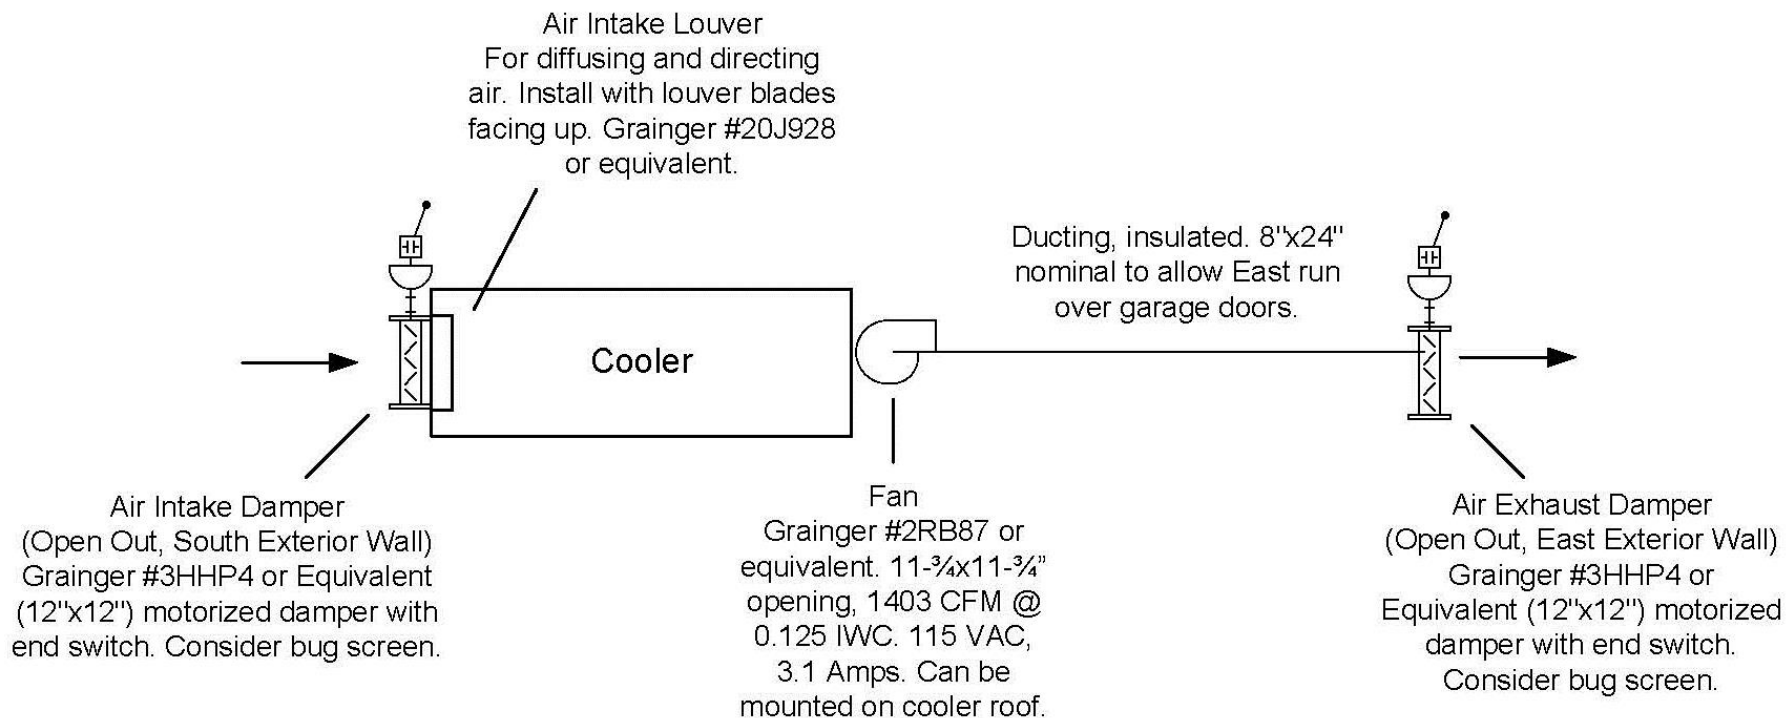 Air Intake Louver
For diffusing and directing
air. Install with louver blades
facing up. Grainger #20J928
or equivalent.
Ducting, insulated. 8"x24"
nominal to allow East run
over garage doors.
Cooler
Air Intake Damper
(Open Out, South Exterior Wall)
Grainger #3HHP4 or Equivalent
(12"x12") motorized damper with
end switch. Consider bug screen.
Fan
Grainger #2RB87 or
equivalent. 11-¾x11-¾”
opening, 1403 CFM @
0.125 IWC. 115 VAC,
3.1 Amps. Can be
mounted on cooler roof.
Air Exhaust Damper
(Open Out, East Exterior Wall)
Grainger #3HHP4 or
Equivalent (12"x12") motorized
damper with end switch.
Consider bug screen.